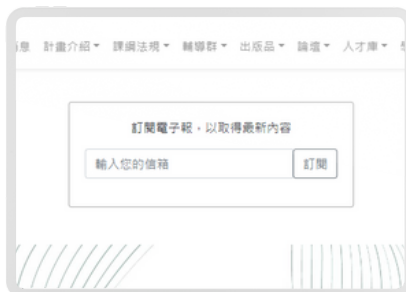 息 計畫介紹 課綱法規 輔導群 出版品 論壇 人才庫
訂閱電子報，以取得最新內容
輸入您的信箱 訂閱